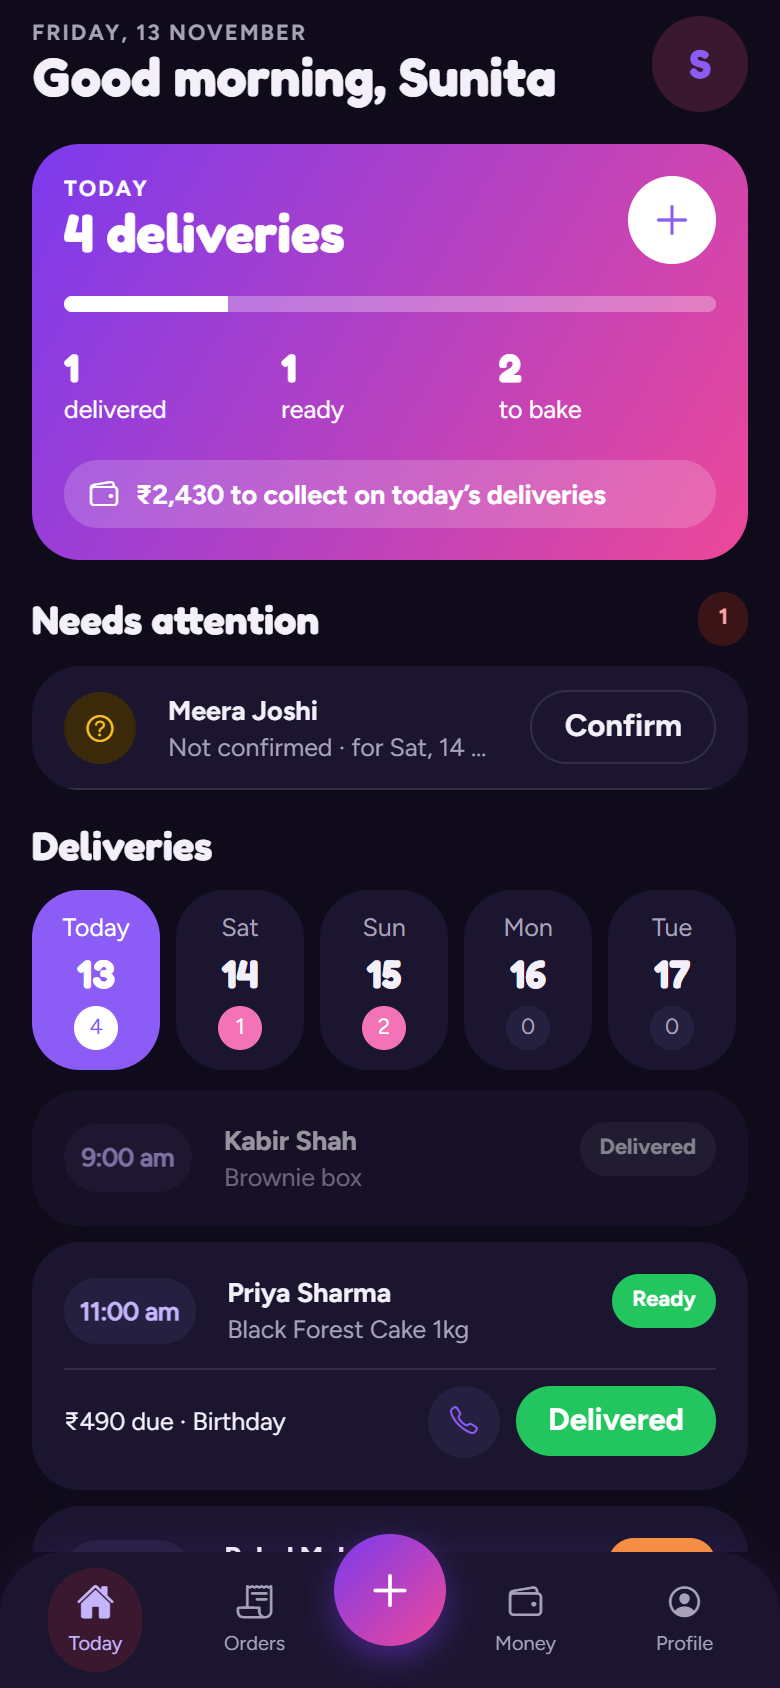 FRIDAY, 13 NOVEMBER
Good morning, Sunita
S
TODAY
4 deliveries
1
delivered
1
ready
2
to bake
₹2,430 to collect on today’s deliveries
Needs attention
1
Meera Joshi
Not confirmed · for Sat, 14 ...
Confirm
Deliveries
Today
13
4
Sat
14
1
Sun
15
2
Mon
16
0
Tue
17
0
9:00 am
Kabir Shah
Brownie box
Delivered
11:00 am
Priya Sharma
Black Forest Cake 1kg
Ready
₹490 due · Birthday
Delivered
Today
Orders
Money
Profile